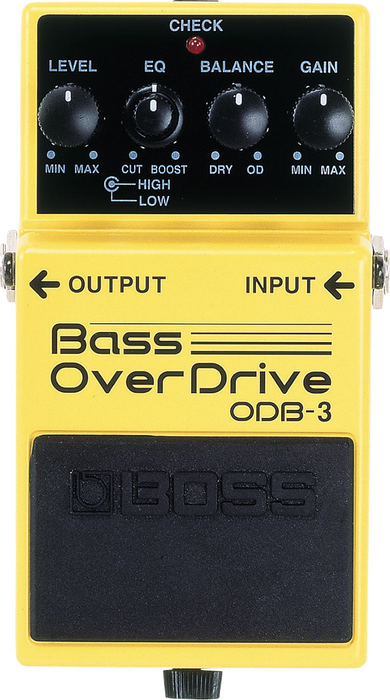 CHECK
LEVEL EQ BALANCE GAIN
MIN MAX CUT BOOST DRY OD MIN MAX
HIGH
LOW
OUTPUT INPUT
Bass
OverDrive
ODB-3
BOSS